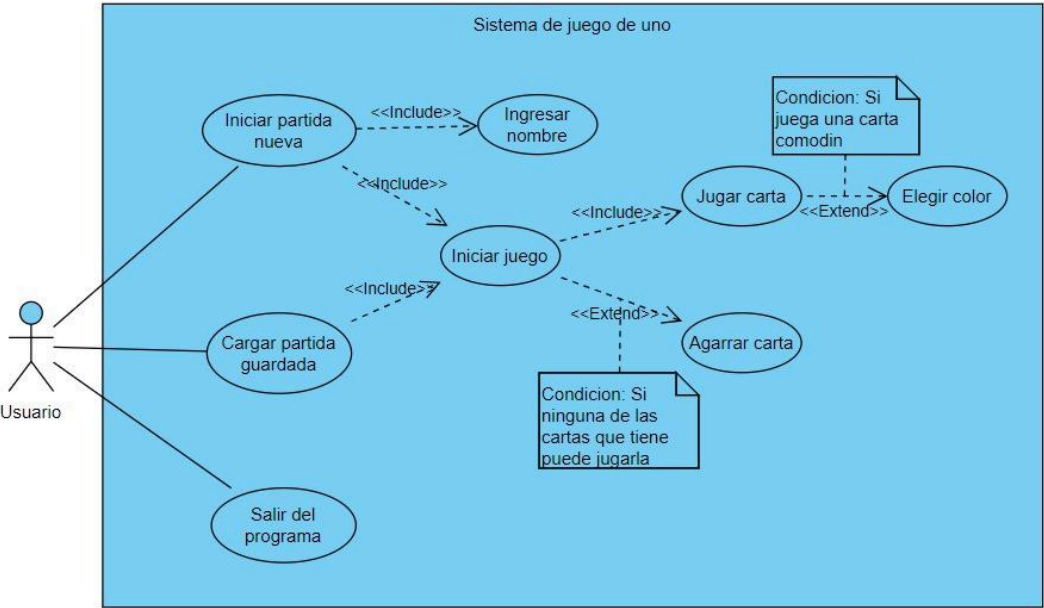 Sistema de juego de uno
Iniciar partida
nueva
<<Include>>
Ingresar
nombre
Condicion: Si
juega una carta
comodin
<<Include>>
<<Include>>
Jugar carta
<<Extend>>
Elegir color
Iniciar juego
<<Include>>
<<Extend>>
Cargar partida
guardada
Agarrar carta
Condicion: Si
ninguna de las
cartas que tiene
puede jugarla
Usuario
Salir del
programa